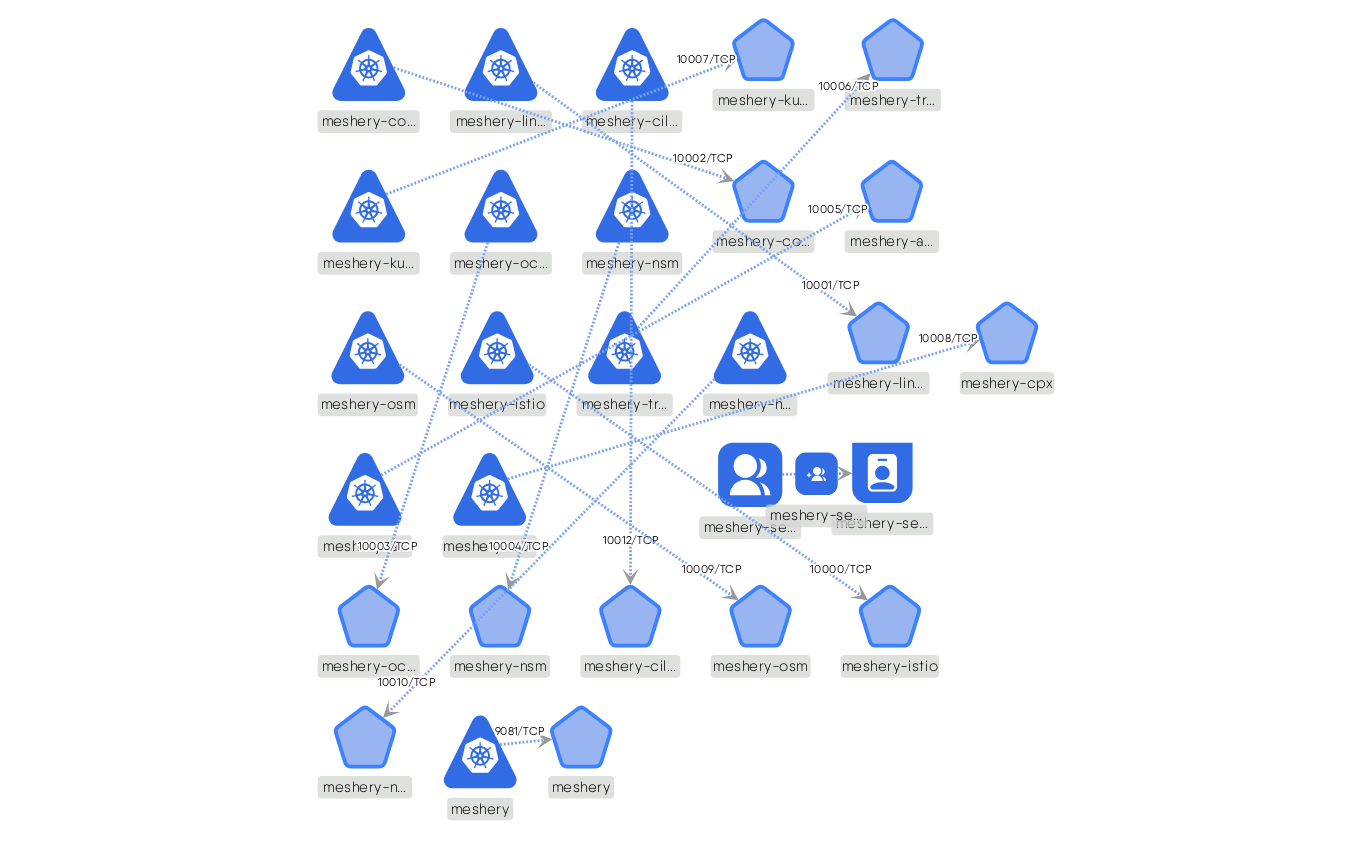 10007/TCP
10006/TCP
meshery-ku...
meshery-tr...
meshery-co...
meshery-lin...
meshery-cil...
10002/TCP
10005/TCP
meshery-co...
meshery-a...
meshery-ku...
meshery-oc...
meshery-nsm
10001/TCP
10008/TCP
meshery-lin...
meshery-cpx
meshery-osm
meshery-istio
meshery-tr...
meshery-n...
meshery-se...
meshery-se...
meshery-se...
10003/TCP
10004/TCP
10012/TCP
10009/TCP
10000/TCP
meshery-oc...
meshery-nsm
meshery-cil...
meshery-osm
meshery-istio
10010/TCP
9081/TCP
meshery-n...
meshery
meshery